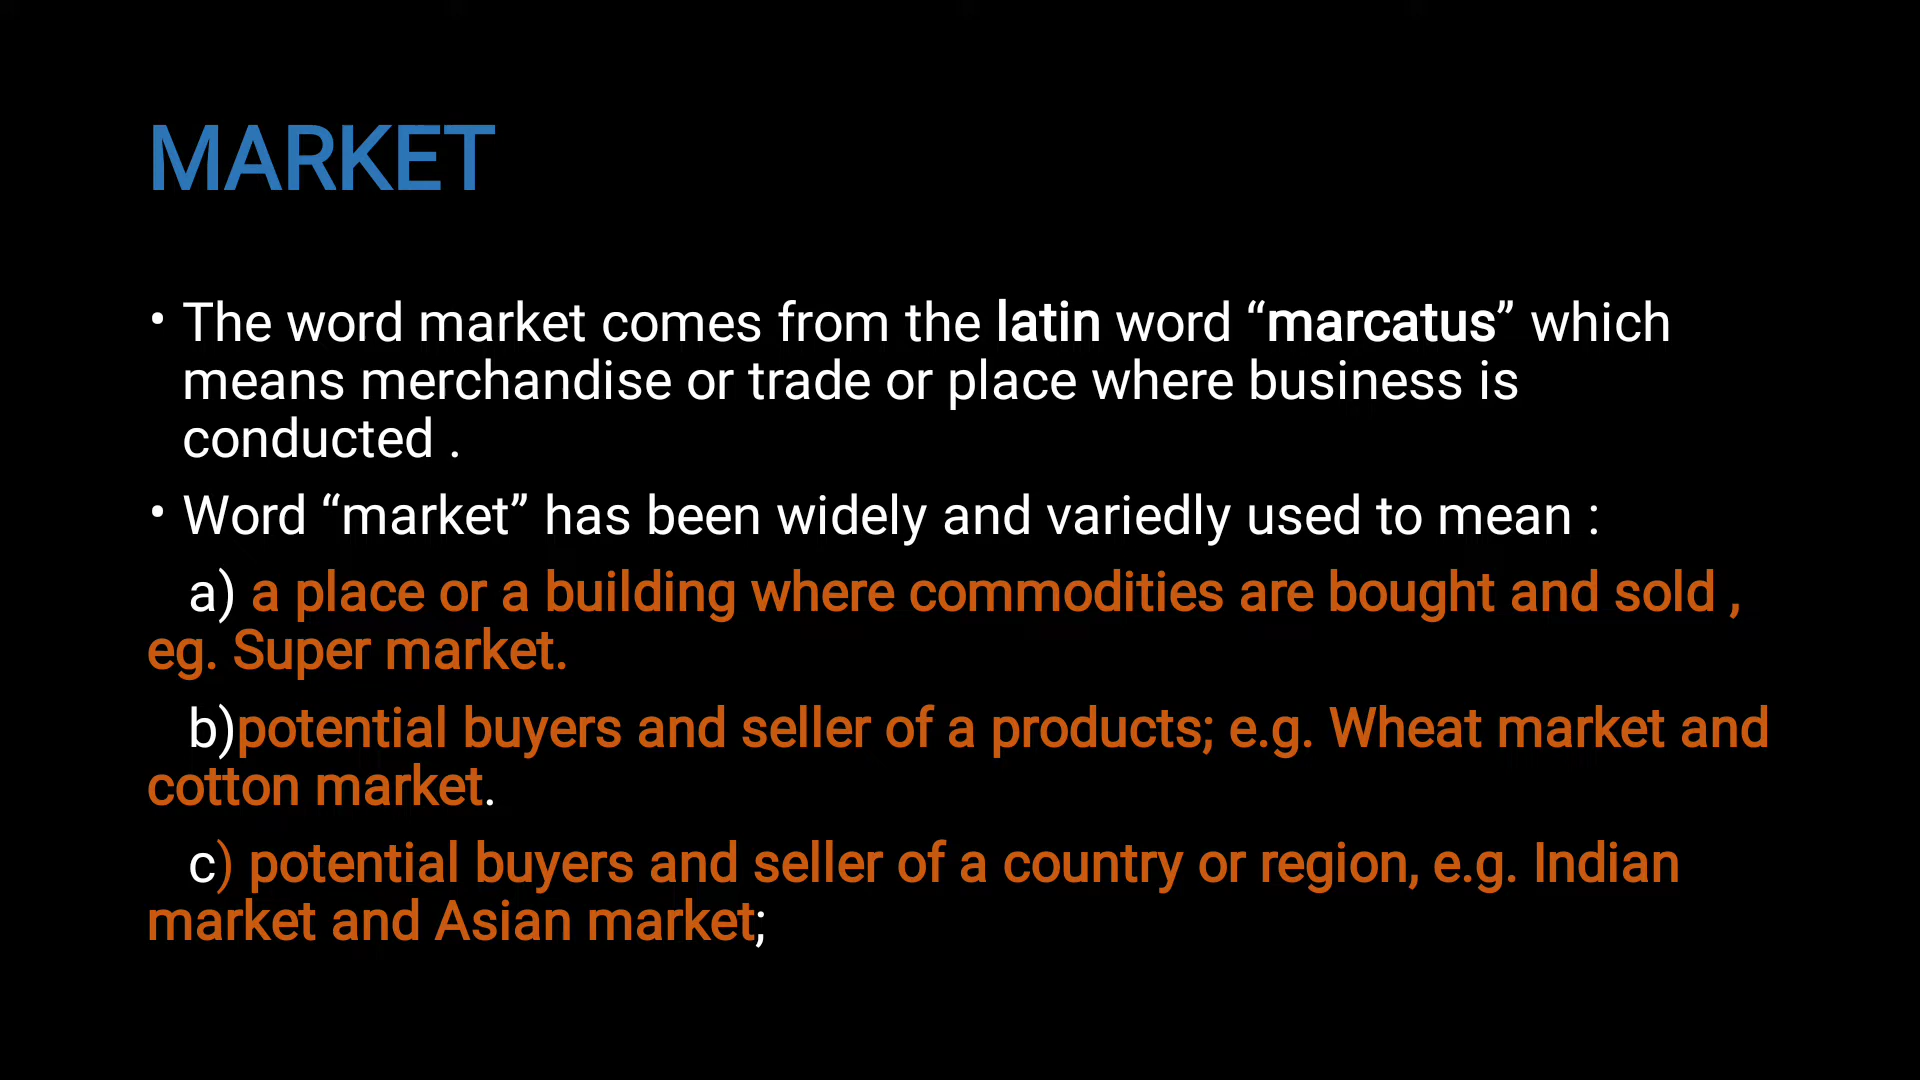 MARKET
• The word market comes from the latin word “marcatus” which
means merchandise or trade or place where business is
conducted .
• Word “market” has been widely and variedly used to mean :
a) a place or a building where commodities are bought and sold ,
eg. Super market.
b)potential buyers and seller of a products; e.g. Wheat market and
cotton market.
c) potential buyers and seller of a country or region, e.g. Indian
market and Asian market;